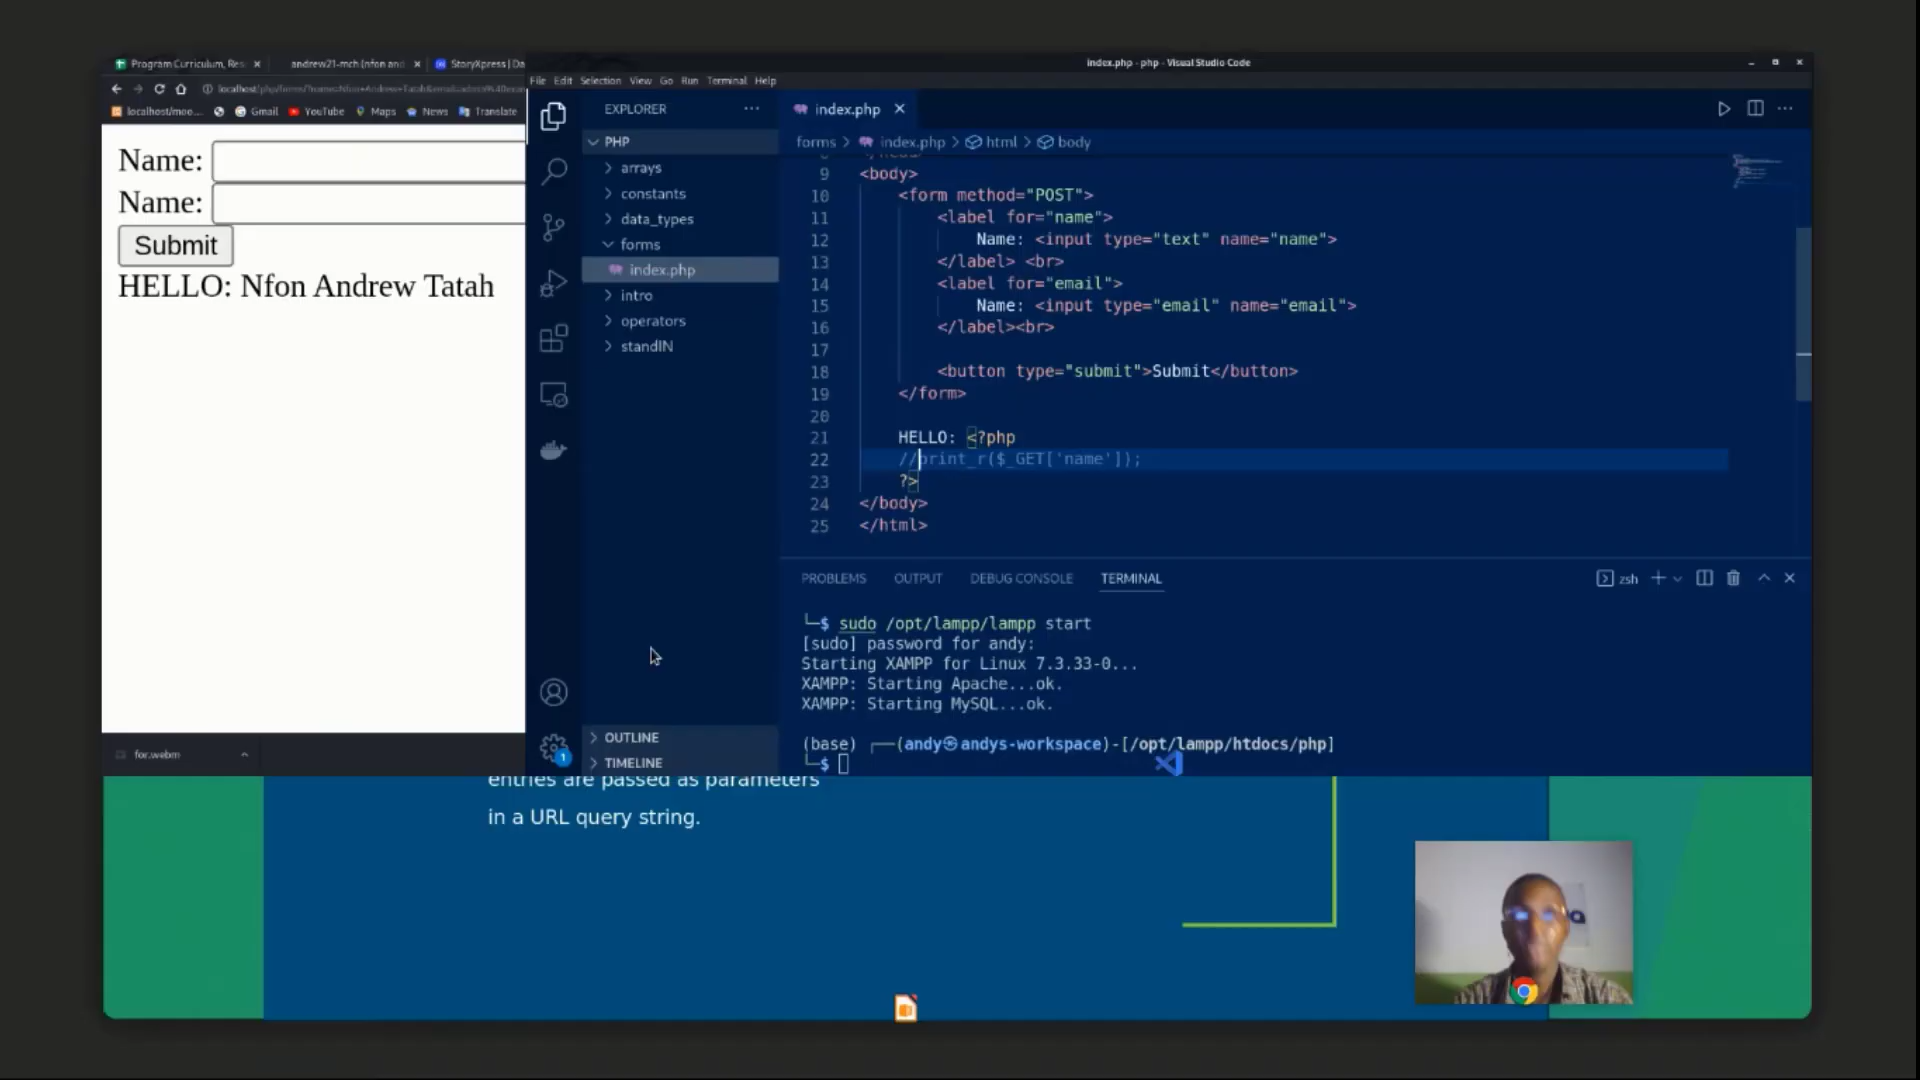 Program Curriculum, Res
andrew21-mch (nfon and
StoryXpress | Da
localhost/moo...
Gmail
YouTube
Maps
News
Translate
Name:
Name:
Submit
HELLO: Nfon Andrew Tatah
for.webm
index.php - php - Visual Studio Code
File Edit Selection View Go Run Terminal Help
EXPLORER
PHP
arrays
constants
data_types
forms
index.php
intro
operators
standIN
OUTLINE
TIMELINE
1
index.php
forms > index.php > html > body
9 <body>
10 <form method="POST">
11 <label for="name">
12 Name: <input type="text" name="name">
13 </label> <br>
14 <label for="email">
15 Name: <input type="email" name="email">
16 </label><br>
17
18 <button type="submit">Submit</button>
19 </form>
20
21 HELLO: <?php
22 //print_r($_GET['name']);
23 ?>
24 </body>
25 </html>
PROBLEMS OUTPUT DEBUG CONSOLE TERMINAL
zsh
└─$ sudo /opt/lampp/lampp start
[sudo] password for andy:
Starting XAMPP for Linux 7.3.33-0...
XAMPP: Starting Apache...ok.
XAMPP: Starting MySQL...ok.
(base) ┌──(andy㉿andys-workspace)-[/opt/lampp/htdocs/php]
└─$
entries are passed as parameters
in a URL query string.